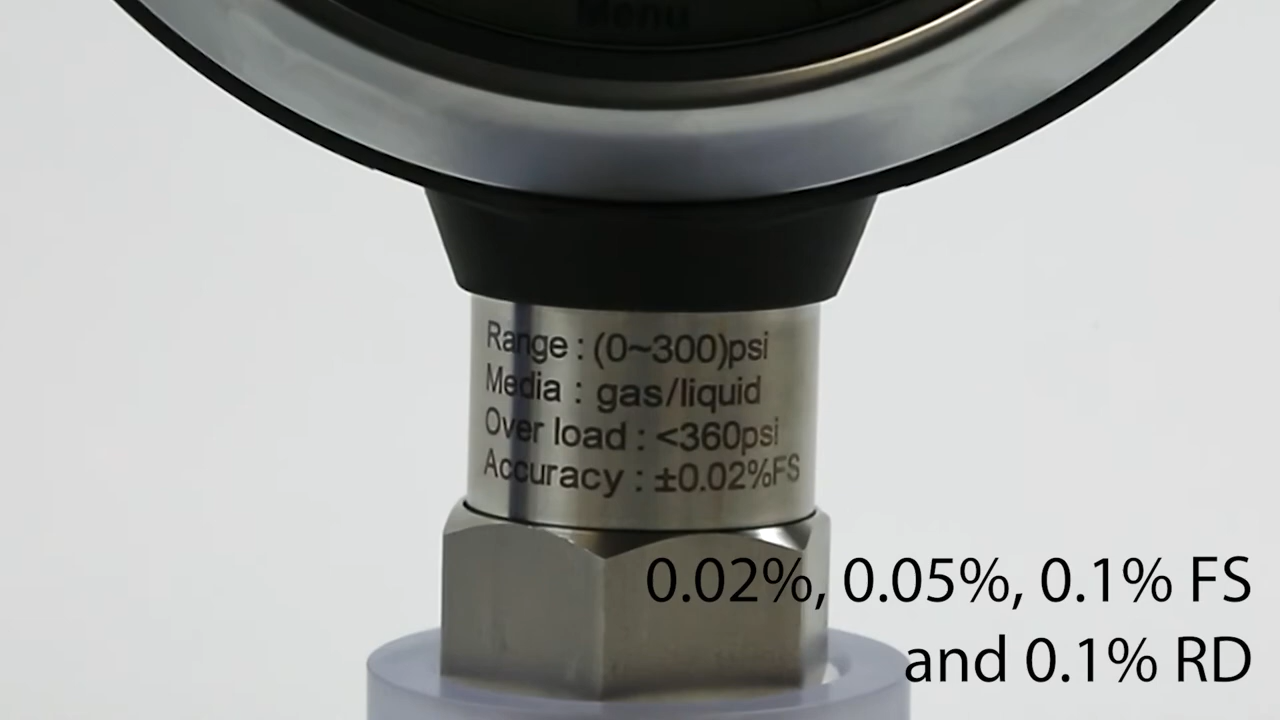 Menu
Range : (0~300)psi
Media : gas/liquid
Over load : <360psi
Accuracy : ±0.02%FS
0.02%, 0.05%, 0.1% FS
and 0.1% RD